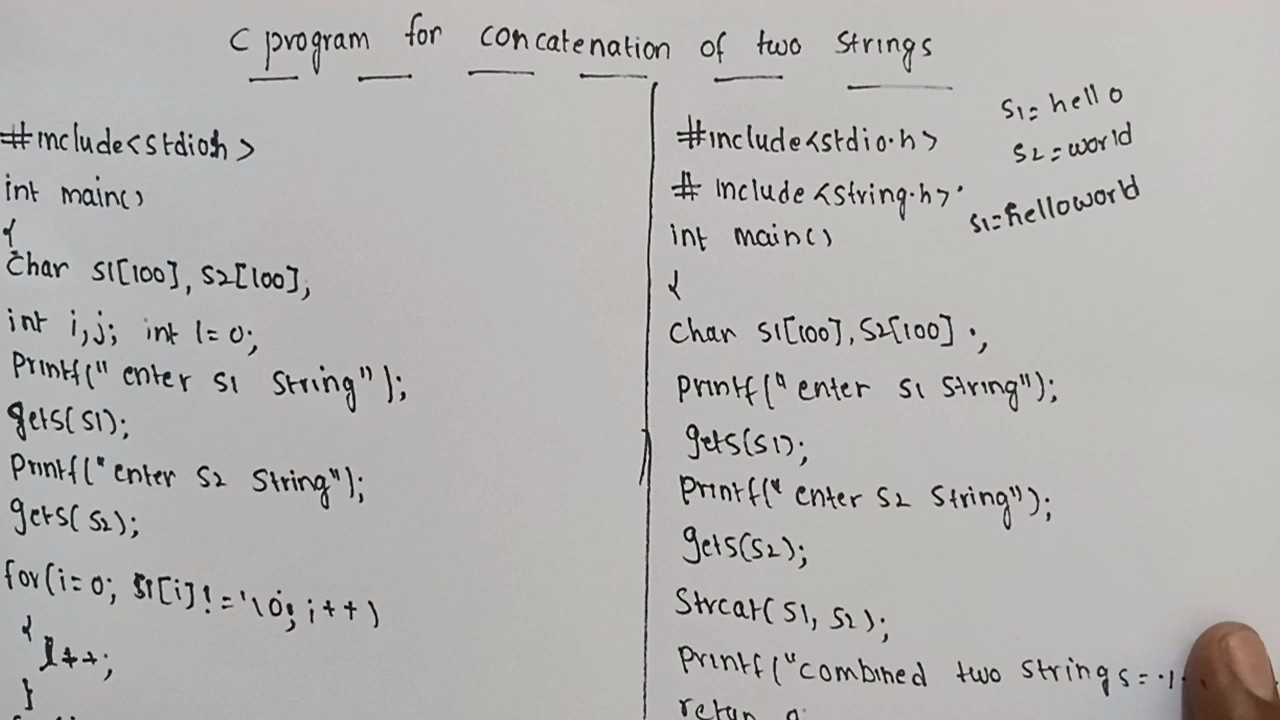 C program for concatenation of two strings
#include<stdio.h>
int main()
{
char s1[100], s2[100];
int i,j; int l=0;
Printf("enter s1 string");
gets(s1);
Printf("enter s2 string");
gets(s2);
for(i=0; s1[i]!='\0; i++)
{
l++;
}
#include<stdio.h>
# include<string.h>
int main()
{
char s1[100], s2[100];
printf("enter s1 string");
gets(s1);
printf("enter s2 string");
gets(s2);
Strcat(s1, s2);
printf("combined two strings=
s1=hello
s2=world
s1=helloworld